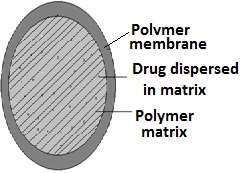 Polymer
membrane
Drug dispersed
in matrix
Polymer
matrix